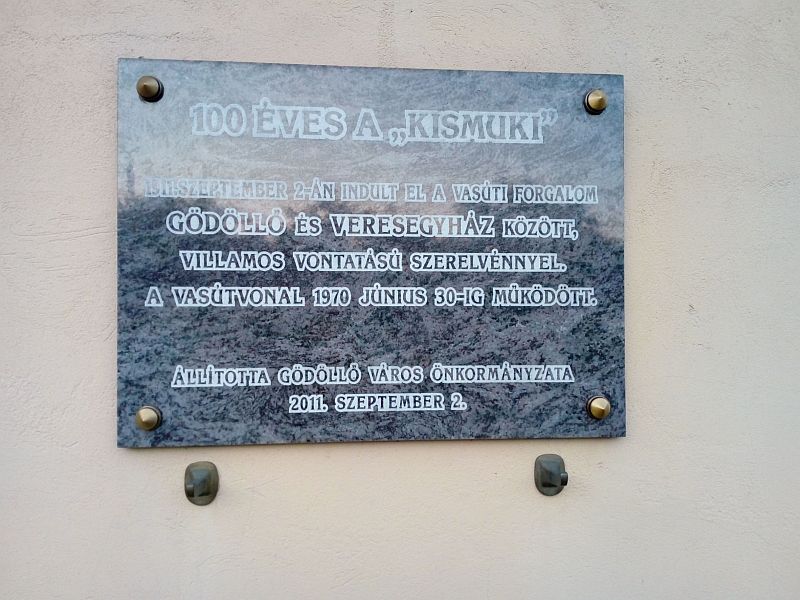 100 ÉVES A „KISMUKI”
1911.SZEPTEMBER 2-ÁN INDULT EL A VASÚTI FORGALOM
GÖDÖLLŐ ÉS VERESEGYHÁZ KÖZÖTT,
VILLAMOS VONTATÁSÚ SZERELVÉNNYEL.
A VASÚTVONAL 1970 JÚNIUS 30-IG MŰKÖDÖTT.
ÁLLÍTOTTA GÖDÖLLŐ VÁROS ÖNKORMÁNYZATA
2011. SZEPTEMBER 2.